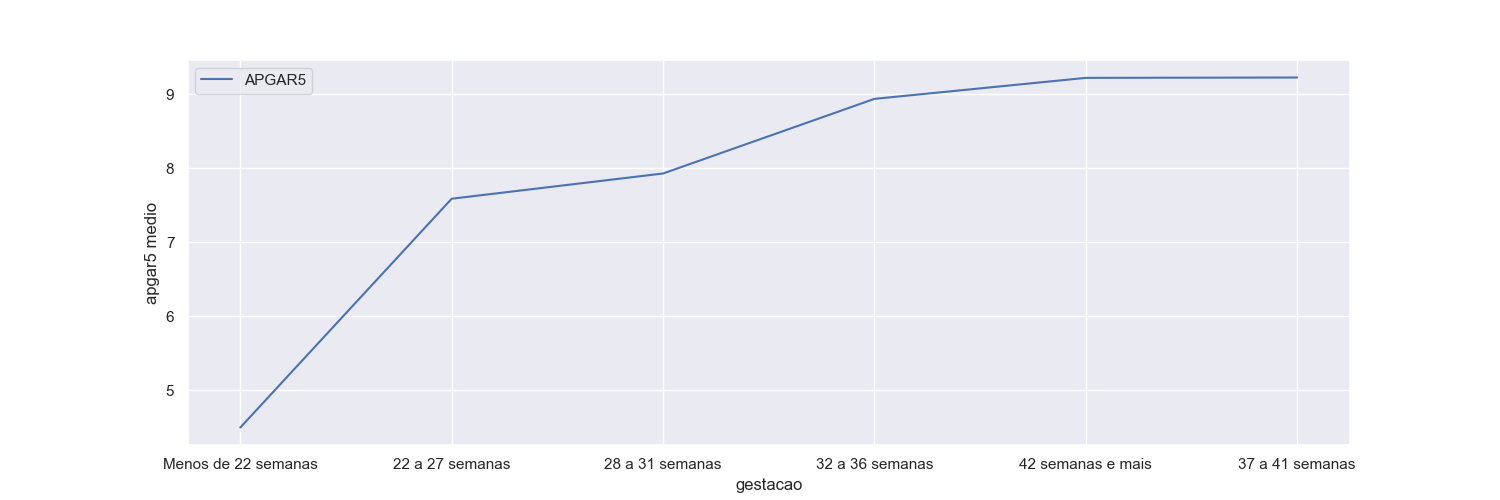 APGAR5
9
8
7
6
5
apgar5 medio
Menos de 22 semanas
22 a 27 semanas
28 a 31 semanas
32 a 36 semanas
42 semanas e mais
37 a 41 semanas
gestacao